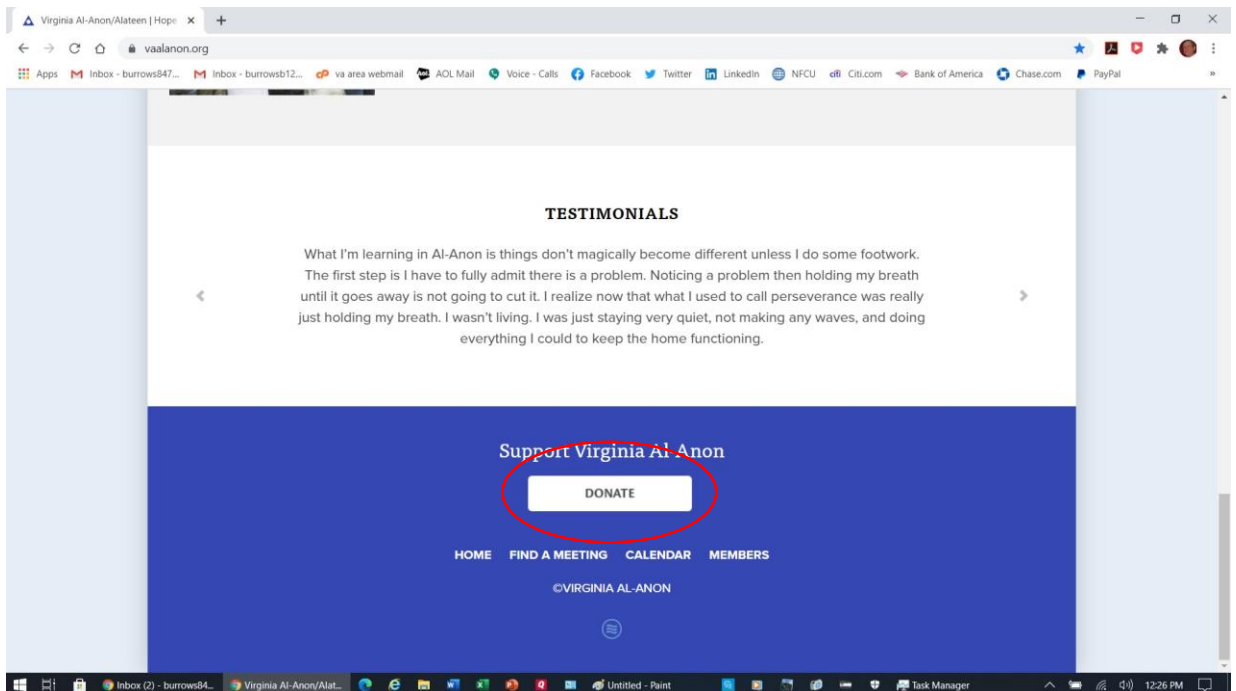 Virginia Al-Anon/Alateen | Hope
vaalanon.org
Apps Inbox - burrows847... Inbox - burrowsb12... va area webmail AOL Mail Voice - Calls Facebook Twitter LinkedIn NFCU Citi.com Bank of America Chase.com PayPal »
TESTIMONIALS
What I'm learning in Al-Anon is things don't magically become different unless I do some footwork.
The first step is I have to fully admit there is a problem. Noticing a problem then holding my breath
until it goes away is not going to cut it. I realize now that what I used to call perseverance was really
just holding my breath. I wasn't living. I was just staying very quiet, not making any waves, and doing
everything I could to keep the home functioning.
Support Virginia Al-Anon
DONATE
HOME FIND A MEETING CALENDAR MEMBERS
©VIRGINIA AL-ANON
Inbox (2) - burrows84... Virginia Al-Anon/Alat... Untitled - Paint Task Manager 12:26 PM